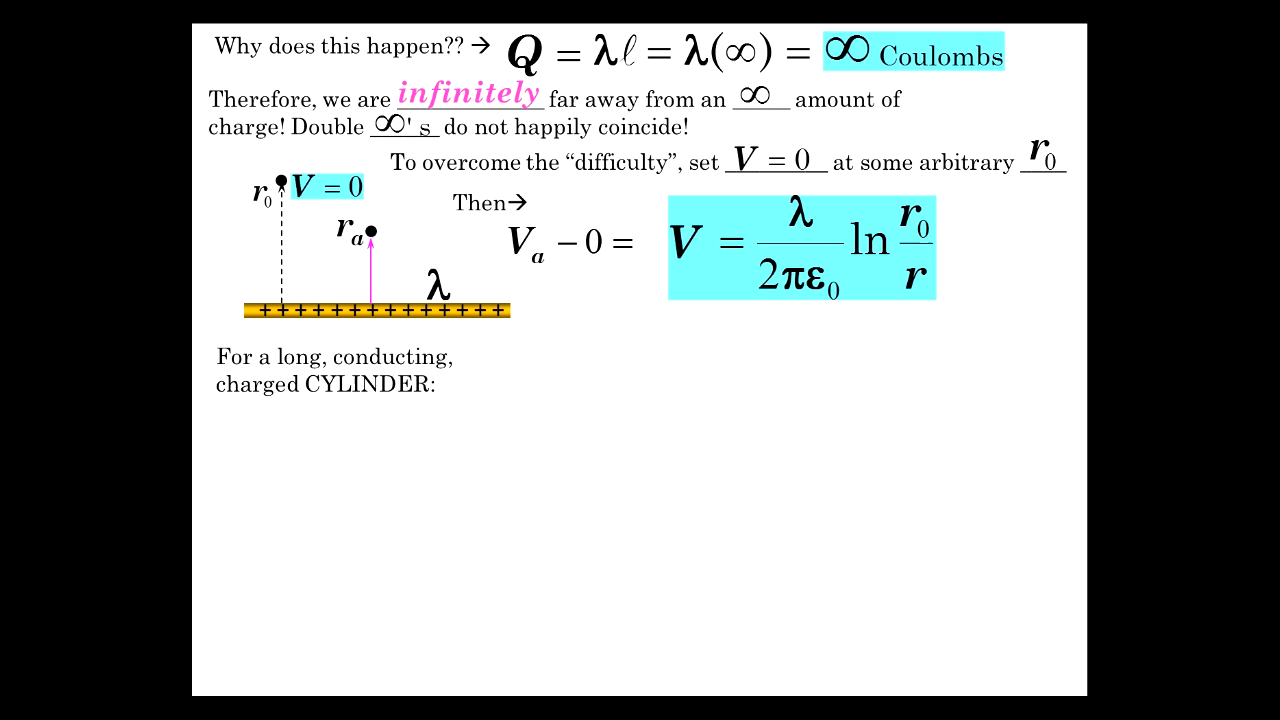 Why does this happen?? → Q = λℓ = λ(∞) = ∞ Coulombs
Therefore, we are infinitely far away from an ∞ amount of
charge! Double ∞' s do not happily coincide!
To overcome the “difficulty”, set V = 0 at some arbitrary r₀
r₀ V = 0
Then→
rₐ
Vₐ − 0 = V = λ/2πε₀ ln r₀/r
λ
+ + + + + + + + + + + + + +
For a long, conducting,
charged CYLINDER: